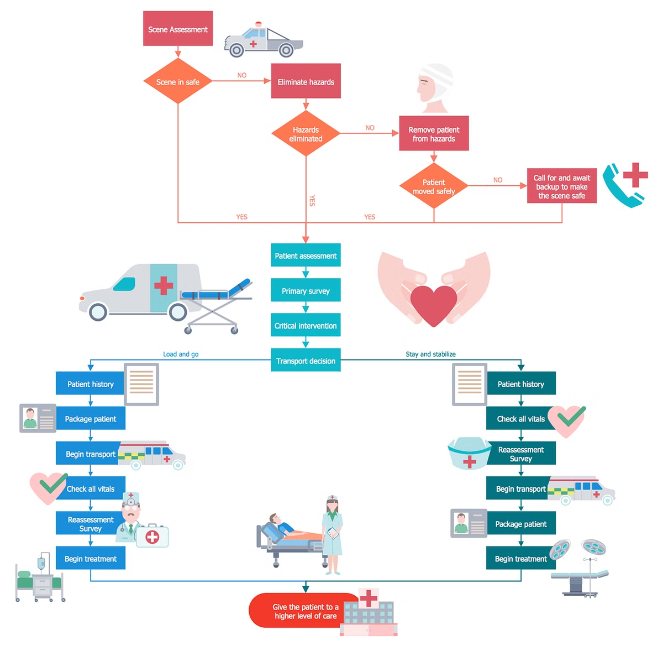 Scene Assessment
Scene in safe
NO
Eliminate hazards
Hazards
eliminated
NO
Remove patient
from hazards
Patient
moved safely
NO
Call for and await
backup to make
the scene safe
YES
YES
YES
Patient assessment
Primary survey
Critical intervention
Transport decision
Load and go
Stay and stabilize
Patient history
Package patient
Begin transport
Check all vitals
Reassessment
Survey
Begin treatment
Patient history
Check all vitals
Reassessment
Survey
Begin transport
Package patient
Begin treatment
Give the patient to a
higher level of care